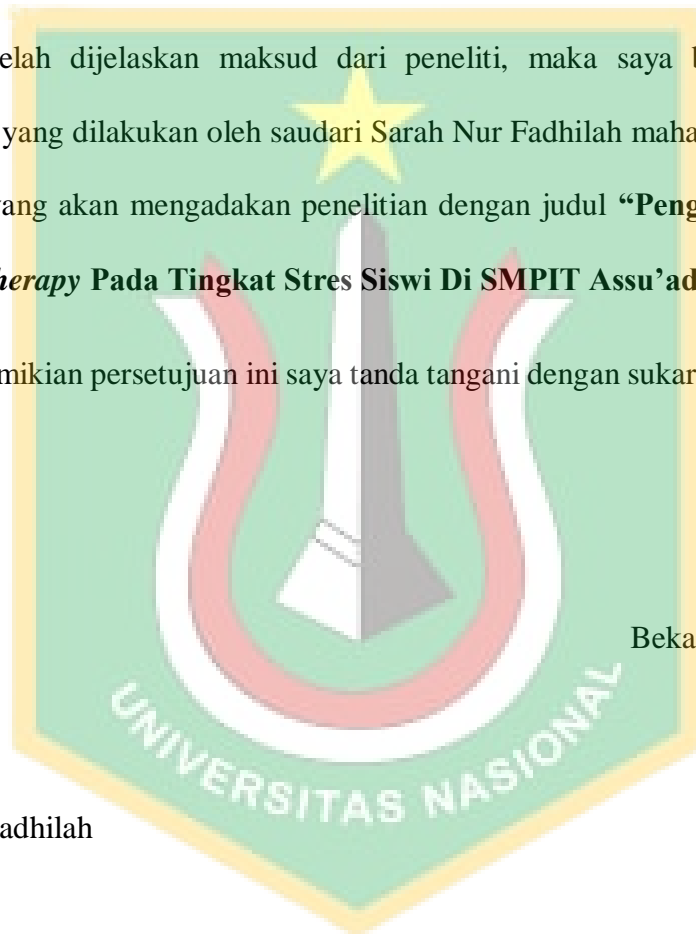 elah dijelaskan maksud dari peneliti, maka saya b
yang dilakukan oleh saudari Sarah Nur Fadhilah maha
yang akan mengadakan penelitian dengan judul “Peng
herapy Pada Tingkat Stres Siswi Di SMPIT Assu’ad
mikian persetujuan ini saya tanda tangani dengan sukar
Beka
UNIVERSITAS NASIONAL
adhilah